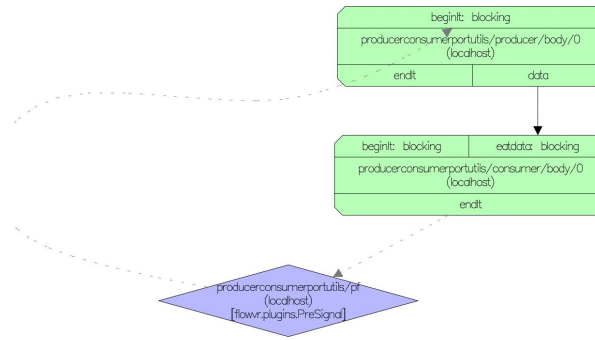 beginIt: blocking
producerconsumerportutils/producer/body/0
(localhost)
endIt data
beginIt: blocking eatdata: blocking
producerconsumerportutils/consumer/body/0
(localhost)
endIt
producerconsumerportutils/pf
(localhost)
[flowvr.plugins.PreSignal]